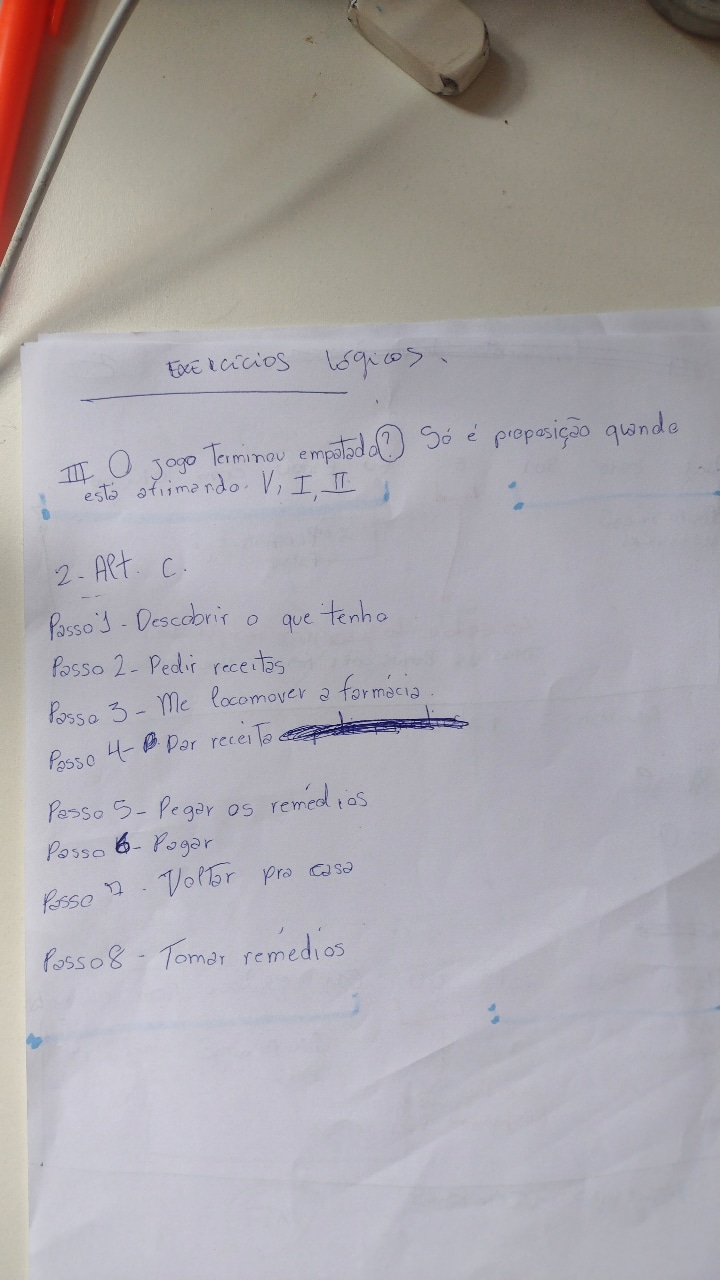 EXERCÍCIOS lógicos.
III O jogo Terminou empatado? Só é preposição quando
está afirmando. V, I, II
2 - Alt. C.
Passo 1 - Descobrir o que tenho
Passo 2 - Pedir receitas
Passo 3 - Me locomover a farmácia.
Passo 4 - Dar receita
Passo 5 - Pegar os remédios
Passo 6 - Pagar
Passo 7 - Voltar pra casa
Passo 8 - Tomar remédios